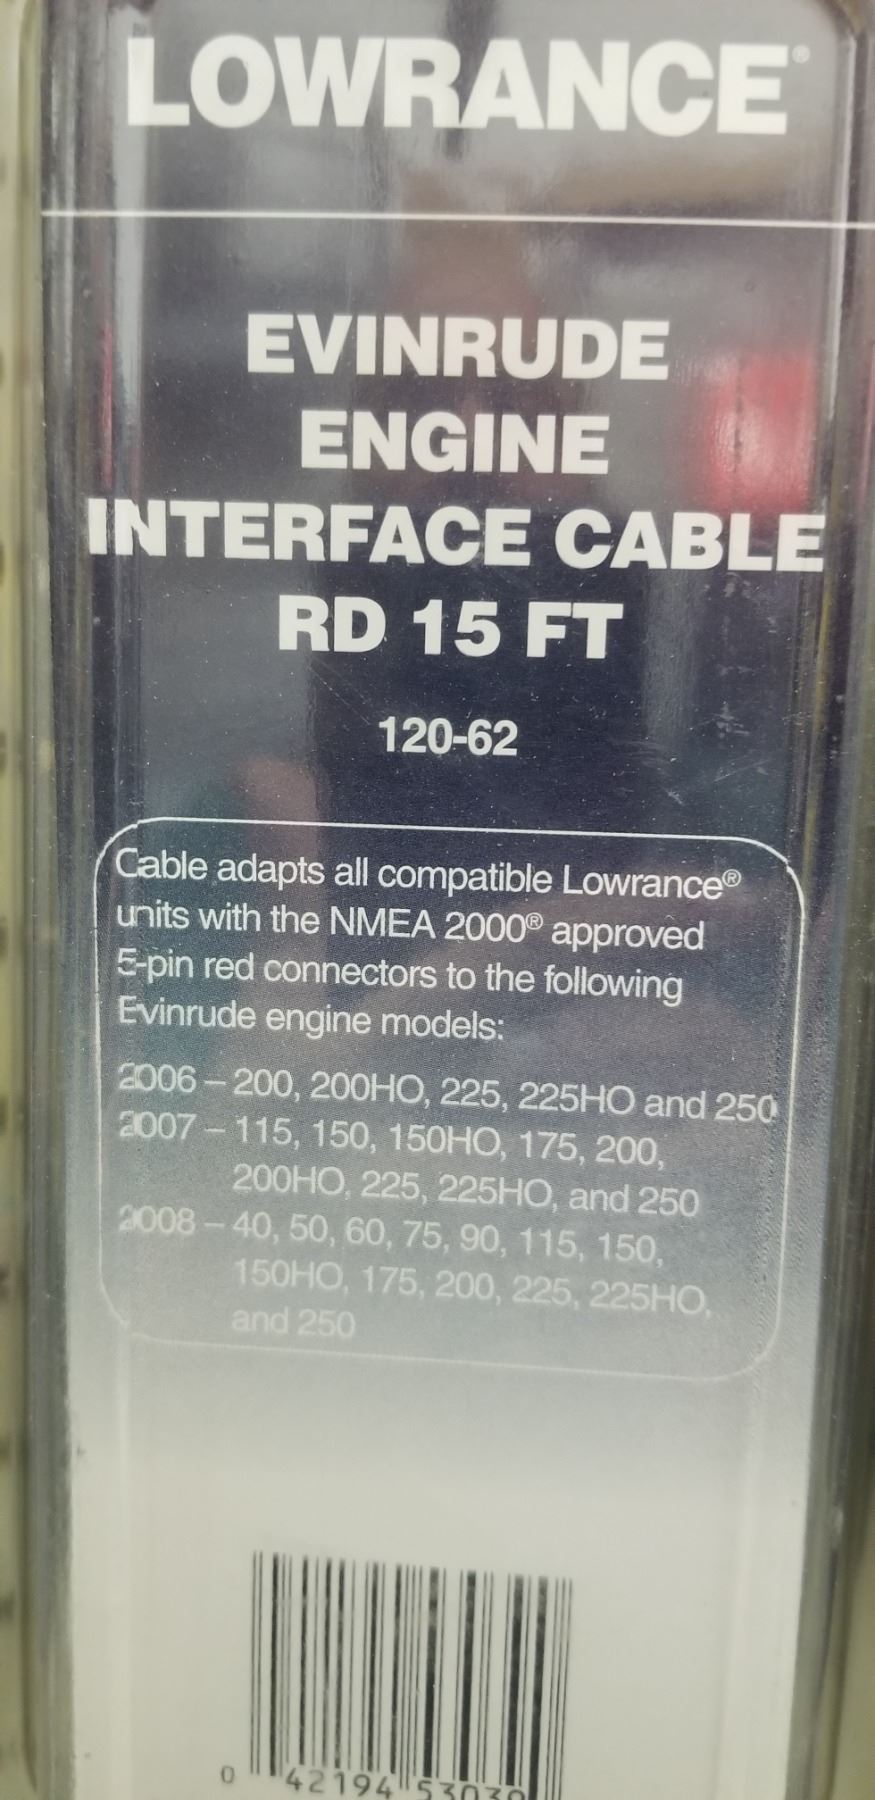 LOWRANCE®
EVINRUDE
ENGINE
INTERFACE CABLE
RD 15 FT
120-62
Cable adapts all compatible Lowrance®
units with the NMEA 2000® approved
5-pin red connectors to the following
Evinrude engine models:
2006 – 200, 200HO, 225, 225HO and 250
2007 – 115, 150, 150HO, 175, 200,
200HO, 225, 225HO, and 250
2008 – 40, 50, 60, 75, 90, 115, 150,
150HO, 175, 200, 225, 225HO,
and 250
0 42194 53030